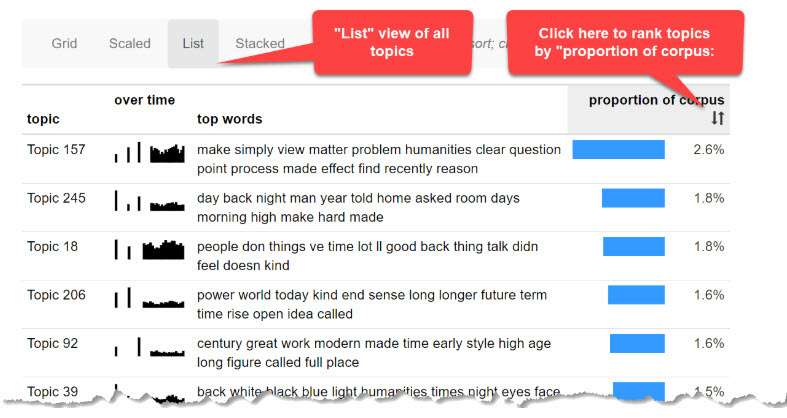 Grid Scaled List Stacked sort; c
"List" view of all
topics
Click here to rank topics
by "proportion of corpus:
over time proportion of corpus
topic top words
Topic 157 make simply view matter problem humanities clear question 2.6%
point process made effect find recently reason
Topic 245 day back night man year told home asked room days 1.8%
morning high make hard made
Topic 18 people don things ve time lot ll good back thing talk didn 1.8%
feel doesn kind
Topic 206 power world today kind end sense long longer future term 1.6%
time rise open idea called
Topic 92 century great work modern made time early style high age 1.6%
long figure called full place
Topic 39 back white black blue light humanities times night eyes face 1.5%